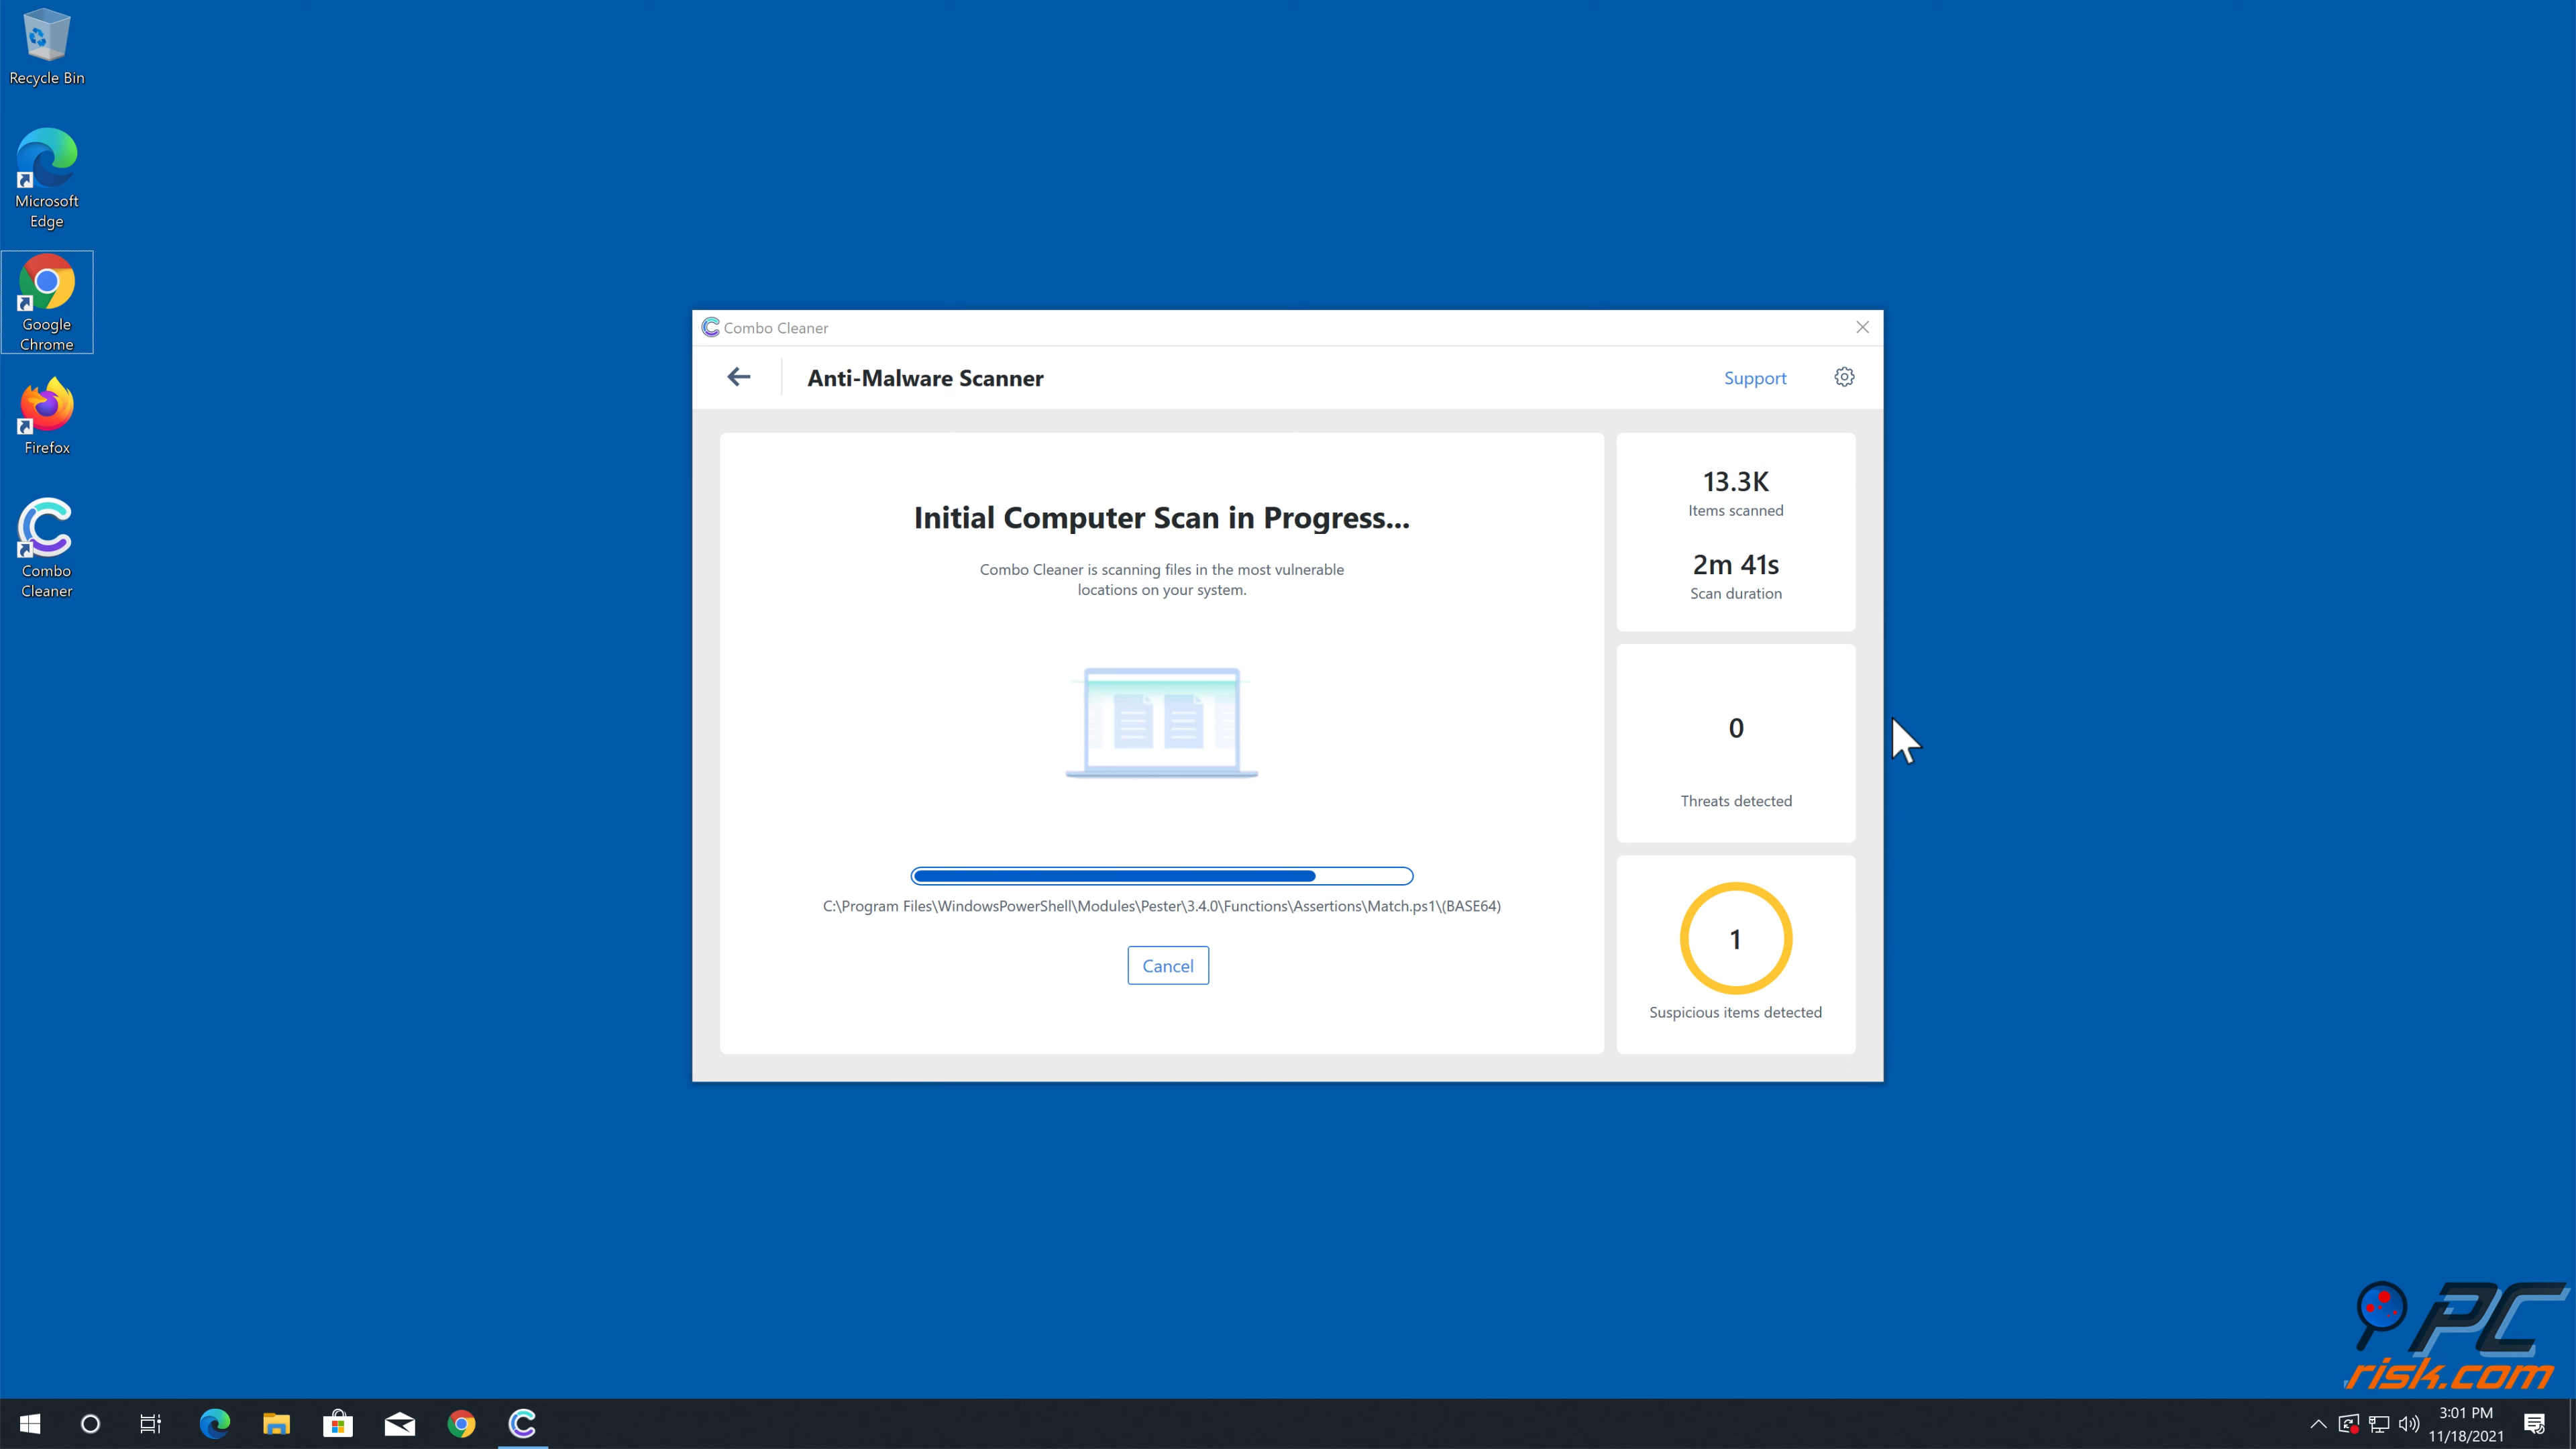 Recycle Bin
Microsoft
Edge
Google
Chrome
Firefox
Combo
Cleaner
Combo Cleaner
Anti-Malware Scanner
Support
Initial Computer Scan in Progress...
Combo Cleaner is scanning files in the most vulnerable
locations on your system.
C:\Program Files\WindowsPowerShell\Modules\Pester\3.4.0\Functions\Assertions\Match.ps1\(BASE64)
Cancel
13.3K
Items scanned
2m 41s
Scan duration
0
Threats detected
1
Suspicious items detected
PC
risk.com
3:01 PM
11/18/2021